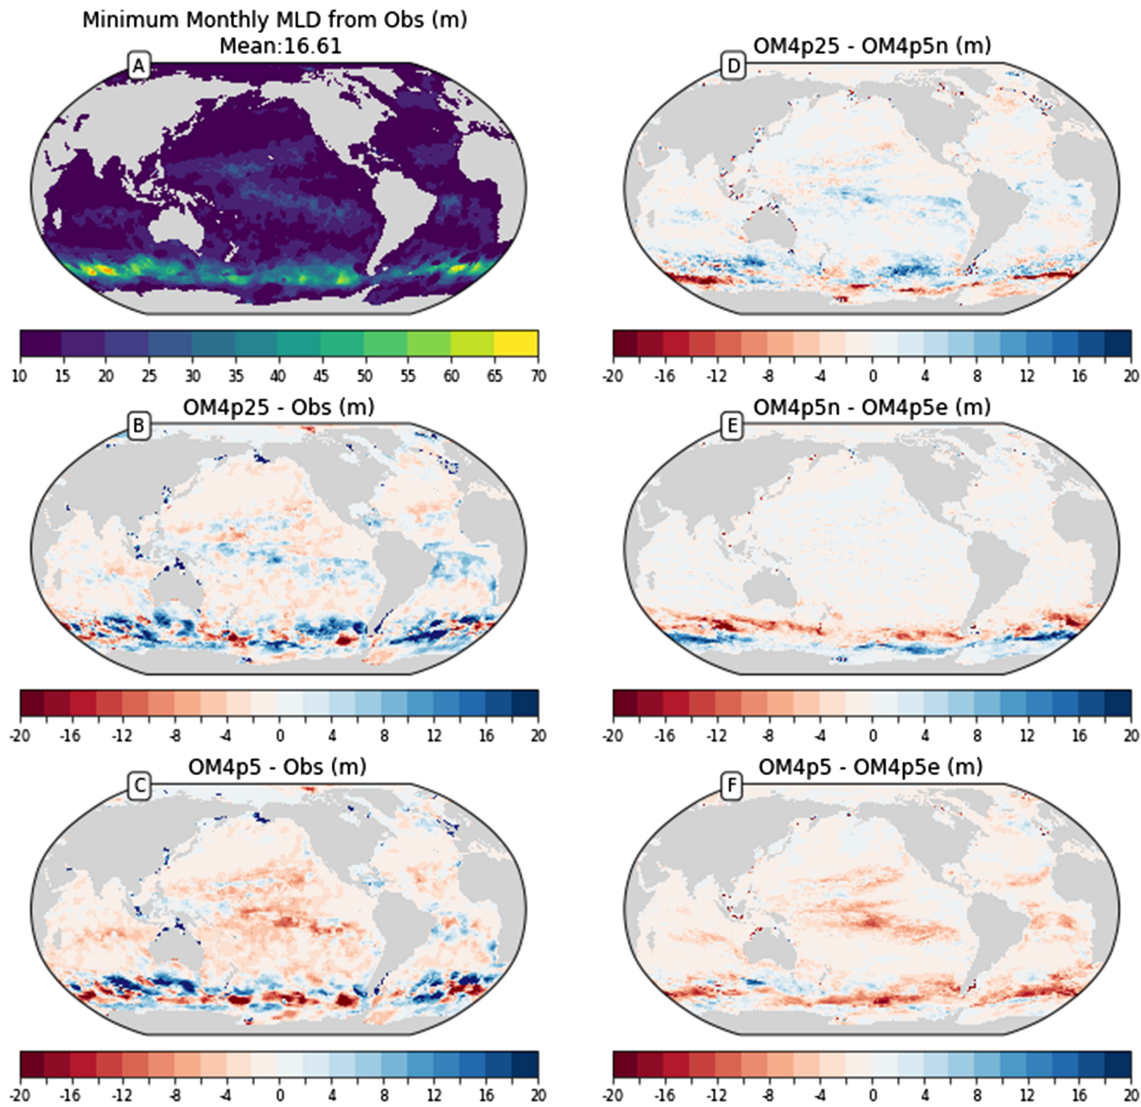 Minimum Monthly MLD from Obs (m)
Mean:16.61
A
10 15 20 25 30 35 40 45 50 55 60 65 70
OM4p25 - OM4p5n (m)
D
-20 -16 -12 -8 -4 0 4 8 12 16 20
OM4p25 - Obs (m)
B
-20 -16 -12 -8 -4 0 4 8 12 16 20
OM4p5n - OM4p5e (m)
E
-20 -16 -12 -8 -4 0 4 8 12 16 20
OM4p5 - Obs (m)
C
-20 -16 -12 -8 -4 0 4 8 12 16 20
OM4p5 - OM4p5e (m)
F
-20 -16 -12 -8 -4 0 4 8 12 16 20